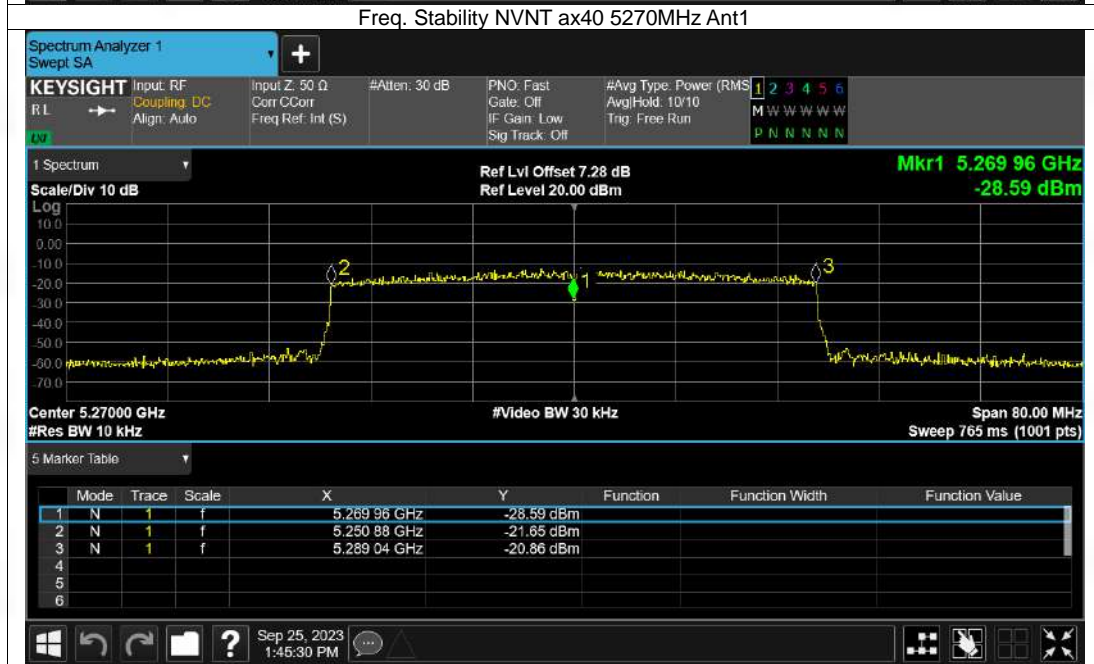 Freq. Stability NVNT ax40 5270MHz Ant1
Spectrum Analyzer 1
Swept SA
+
KEYSIGHT Input: RF Input Z: 50 Ω #Atten: 30 dB PNO: Fast #Avg Type: Power (RMS 1 2 3 4 5 6
RL Coupling: DC Corr CCorr Gate: Off Avg|Hold: 10/10 M W W W W W
Align: Auto Freq Ref: Int (S) IF Gain: Low Trig: Free Run
Sig Track: Off P N N N N N
LXI
1 Spectrum Ref Lvl Offset 7.28 dB Mkr1 5.269 96 GHz
Scale/Div 10 dB Ref Level 20.00 dBm -28.59 dBm
Log
10.0
0.00
-10.0
2 3
-20.0
1
-30.0
-40.0
-50.0
-60.0
-70.0
Center 5.27000 GHz #Video BW 30 kHz Span 80.00 MHz
#Res BW 10 kHz Sweep 765 ms (1001 pts)
5 Marker Table
Mode Trace Scale X Y Function Function Width Function Value
1 N 1 f 5.269 96 GHz -28.59 dBm
2 N 1 f 5.250 88 GHz -21.65 dBm
3 N 1 f 5.289 04 GHz -20.86 dBm
4
5
6
? Sep 25, 2023
1:45:30 PM